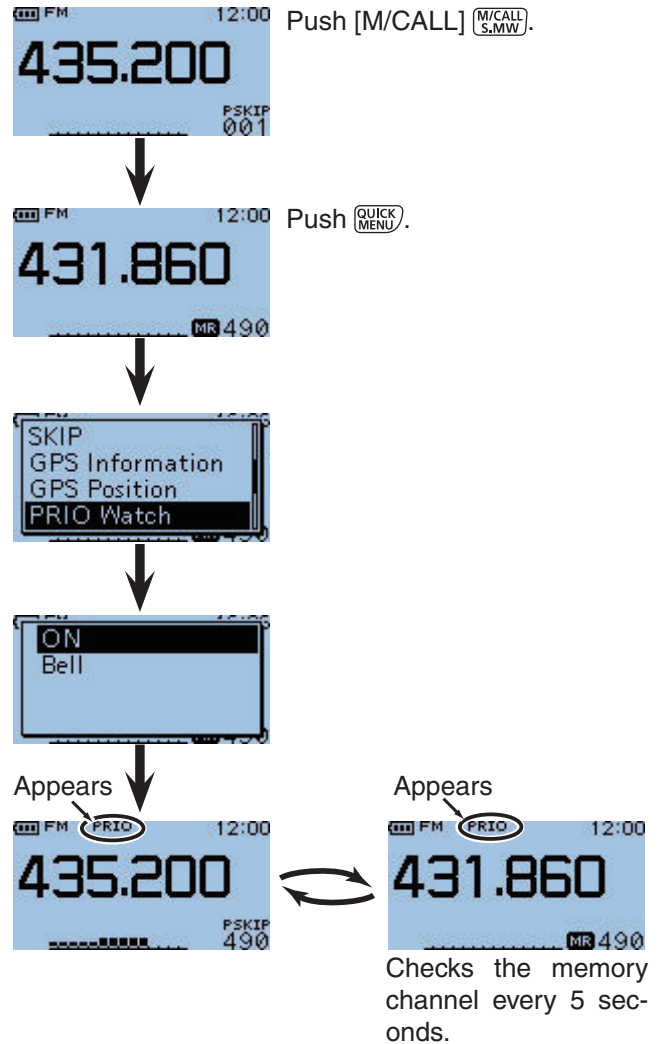 12:00
Push [M/CALL] M/CALL S.MW.
435.200
PSKIP
001
FM 12:00
Push QUICK MENU.
431.860
MR 490
SKIP
GPS Information
GPS Position
PRIO Watch
ON
Bell
Appears
FM PRIO 12:00
435.200
PSKIP
490
Appears
FM PRIO 12:00
431.860
MR 490
Checks the memory
channel every 5 sec-
onds.